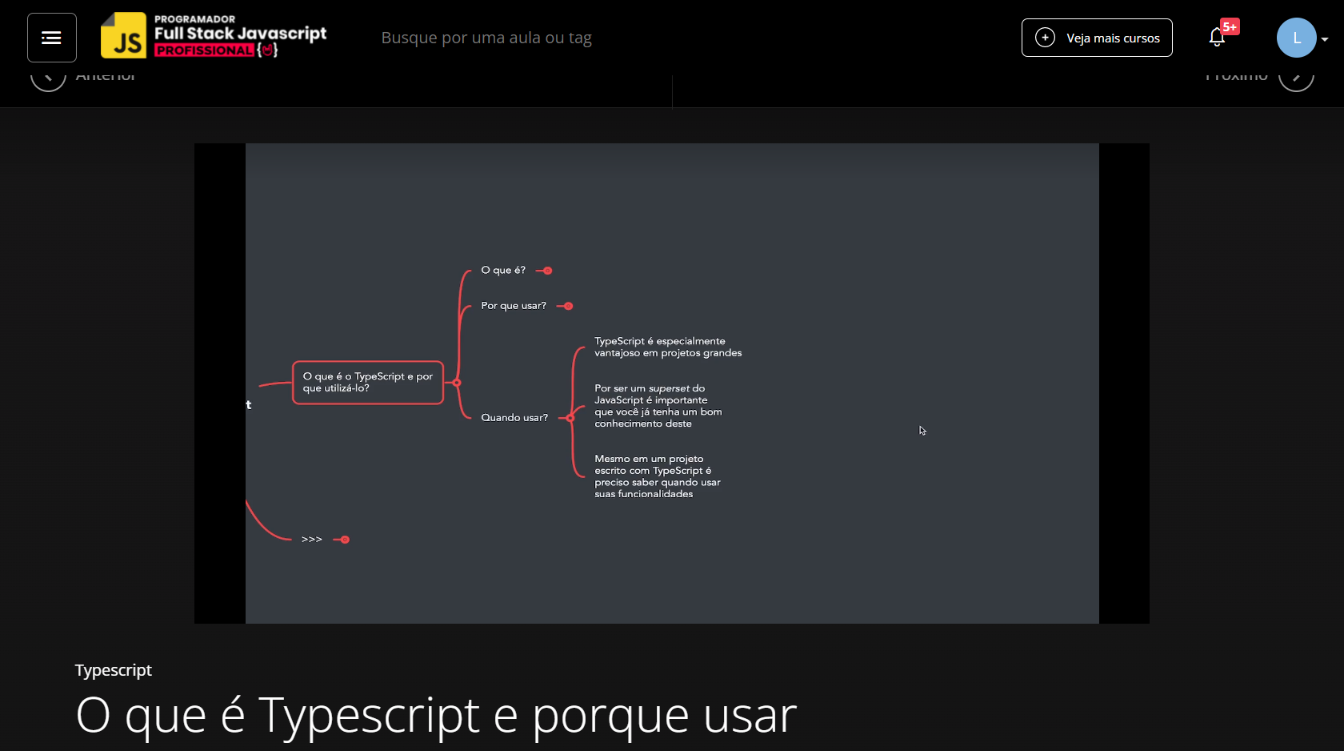 JS
PROGRAMADOR
Full Stack Javascript
PROFISSIONAL
Busque por uma aula ou tag
Veja mais cursos
5+
L
Anterior
Próximo
O que é?
Por que usar?
TypeScript é especialmente
vantajoso em projetos grandes
O que é o TypeScript e por
que utilizá-lo?
Por ser um superset do
JavaScript é importante
que você já tenha um bom
conhecimento deste
t
Quando usar?
Mesmo em um projeto
escrito com TypeScript é
preciso saber quando usar
suas funcionalidades
>>>
Typescript
O que é Typescript e porque usar